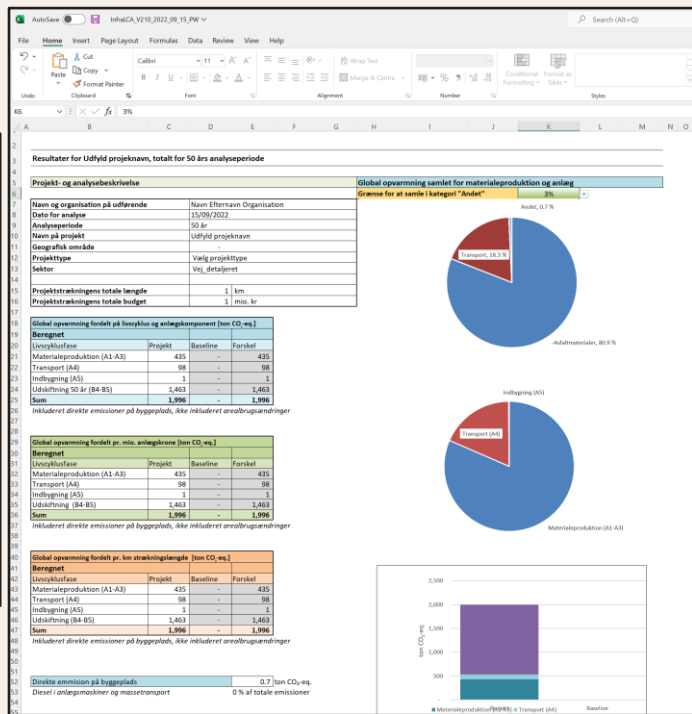 AutoSave Off InfraLCA_V210_2022_09_15_PW Search (Alt+Q)
File Home Insert Page Layout Formulas Data Review View Help
Cut
Copy
Format Painter
Paste
Calibri 11
Wrap Text
Merge & Centre
Conditional Formatting Format as Table
Undo Clipboard Font Alignment Number Styles
K6 fx 3%
A B C D E F G H I J K L M N O
Resultater for Udfyld projeknavn, totalt for 50 års analyseperiode
Projekt- og analysebeskrivelse
Global opvarmning samlet for materialeproduktion og anlæg
Grænse for at samle i kategori "Andet" 3%
Navn og organisation på udførende Navn Efternavn Organisation
Dato for analyse 15/09/2022
Analyseperiode 50 år
Navn på projekt Udfyld projeknavn
Geografisk område -
Projekttype Vælg projekttype
Sektor Vej_detaljeret
Projektstrækningens totale længde 1 km
Projektstrækningens totale budget 1 mio. kr
Andet, 0.7 %
Transport, 18.3 %
Asfaltmaterialer, 80.9 %
Global opvarmning fordelt på livscyklus og anlægskomponent [ton CO₂-eq.]
Beregnet
Livscyklusfase Projekt Baseline Forskel
Materialeproduktion (A1-A3) 435 - 435
Transport (A4) 98 - 98
Indbygning (A5) 1 - 1
Udskiftning 50 år (B4-B5) 1,463 - 1,463
Sum 1,996 - 1,996
Inkluderet direkte emissioner på byggeplads, ikke inkluderet arealbrugsændringer
Indbygning (A5)
Transport (A4)
Materialeproduktion (A1-A3)
Global opvarmning fordelt pr. mio. anlægskrone [ton CO₂-eq.]
Beregnet
Livscyklusfase Projekt Baseline Forskel
Materialeproduktion (A1-A3) 435 - 435
Transport (A4) 98 - 98
Indbygning (A5) 1 - 1
Udskiftning (B4-B5) 1,463 - 1,463
Sum 1,996 - 1,996
Inkluderet direkte emissioner på byggeplads, ikke inkluderet arealbrugsændringer
Global opvarmning fordelt pr. km strækningslængde [ton CO₂-eq.]
Beregnet
Livscyklusfase Projekt Baseline Forskel
Materialeproduktion (A1-A3) 435 - 435
Transport (A4) 98 - 98
Indbygning (A5) 1 - 1
Udskiftning (B4-B5) 1,463 - 1,463
Sum 1,996 - 1,996
Inkluderet direkte emissioner på byggeplads, ikke inkluderet arealbrugsændringer
Direkte emmision på byggeplads 0.7 ton CO₂-eq.
Diesel i anlægsmaskiner og massetransport 0 % af totale emissioner
ton CO₂-eq.
2,500
2,000
1,500
1,000
500
-
Projekt Baseline
Materialeproduktion (A1-A3) Transport (A4)